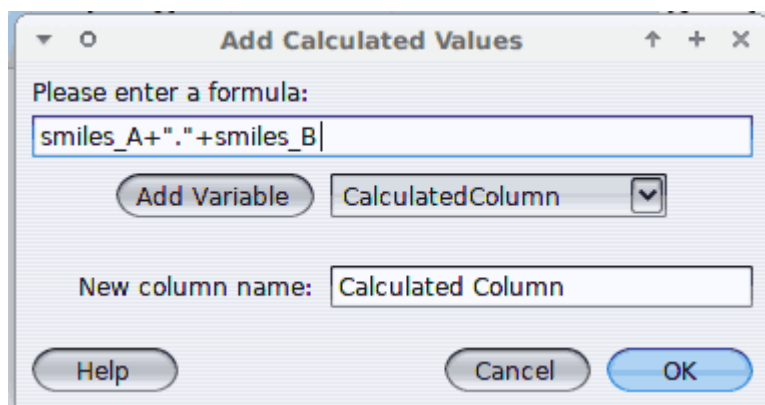 Add Calculated Values
Please enter a formula:
smiles_A+"."+smiles_B
Add Variable CalculatedColumn
New column name: Calculated Column
Help Cancel OK